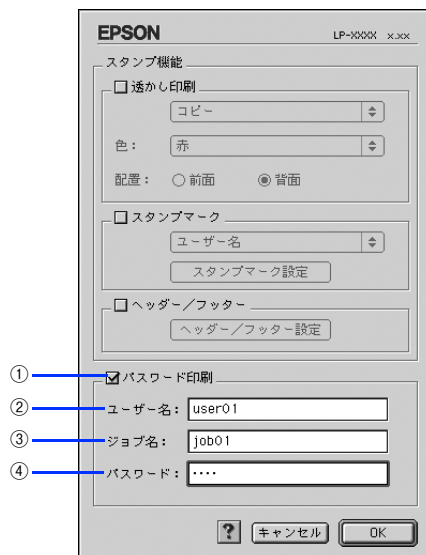 EPSON LP-XXXX x.xx
スタンプ機能
透かし印刷
コピー
色： 赤
配置： 前面 背面
スタンプマーク
ユーザー名
スタンプマーク設定
ヘッダー／フッター
ヘッダー／フッター設定
① パスワード印刷
② ユーザー名： user01
③ ジョブ名： job01
④ パスワード： ••••
? キャンセル OK